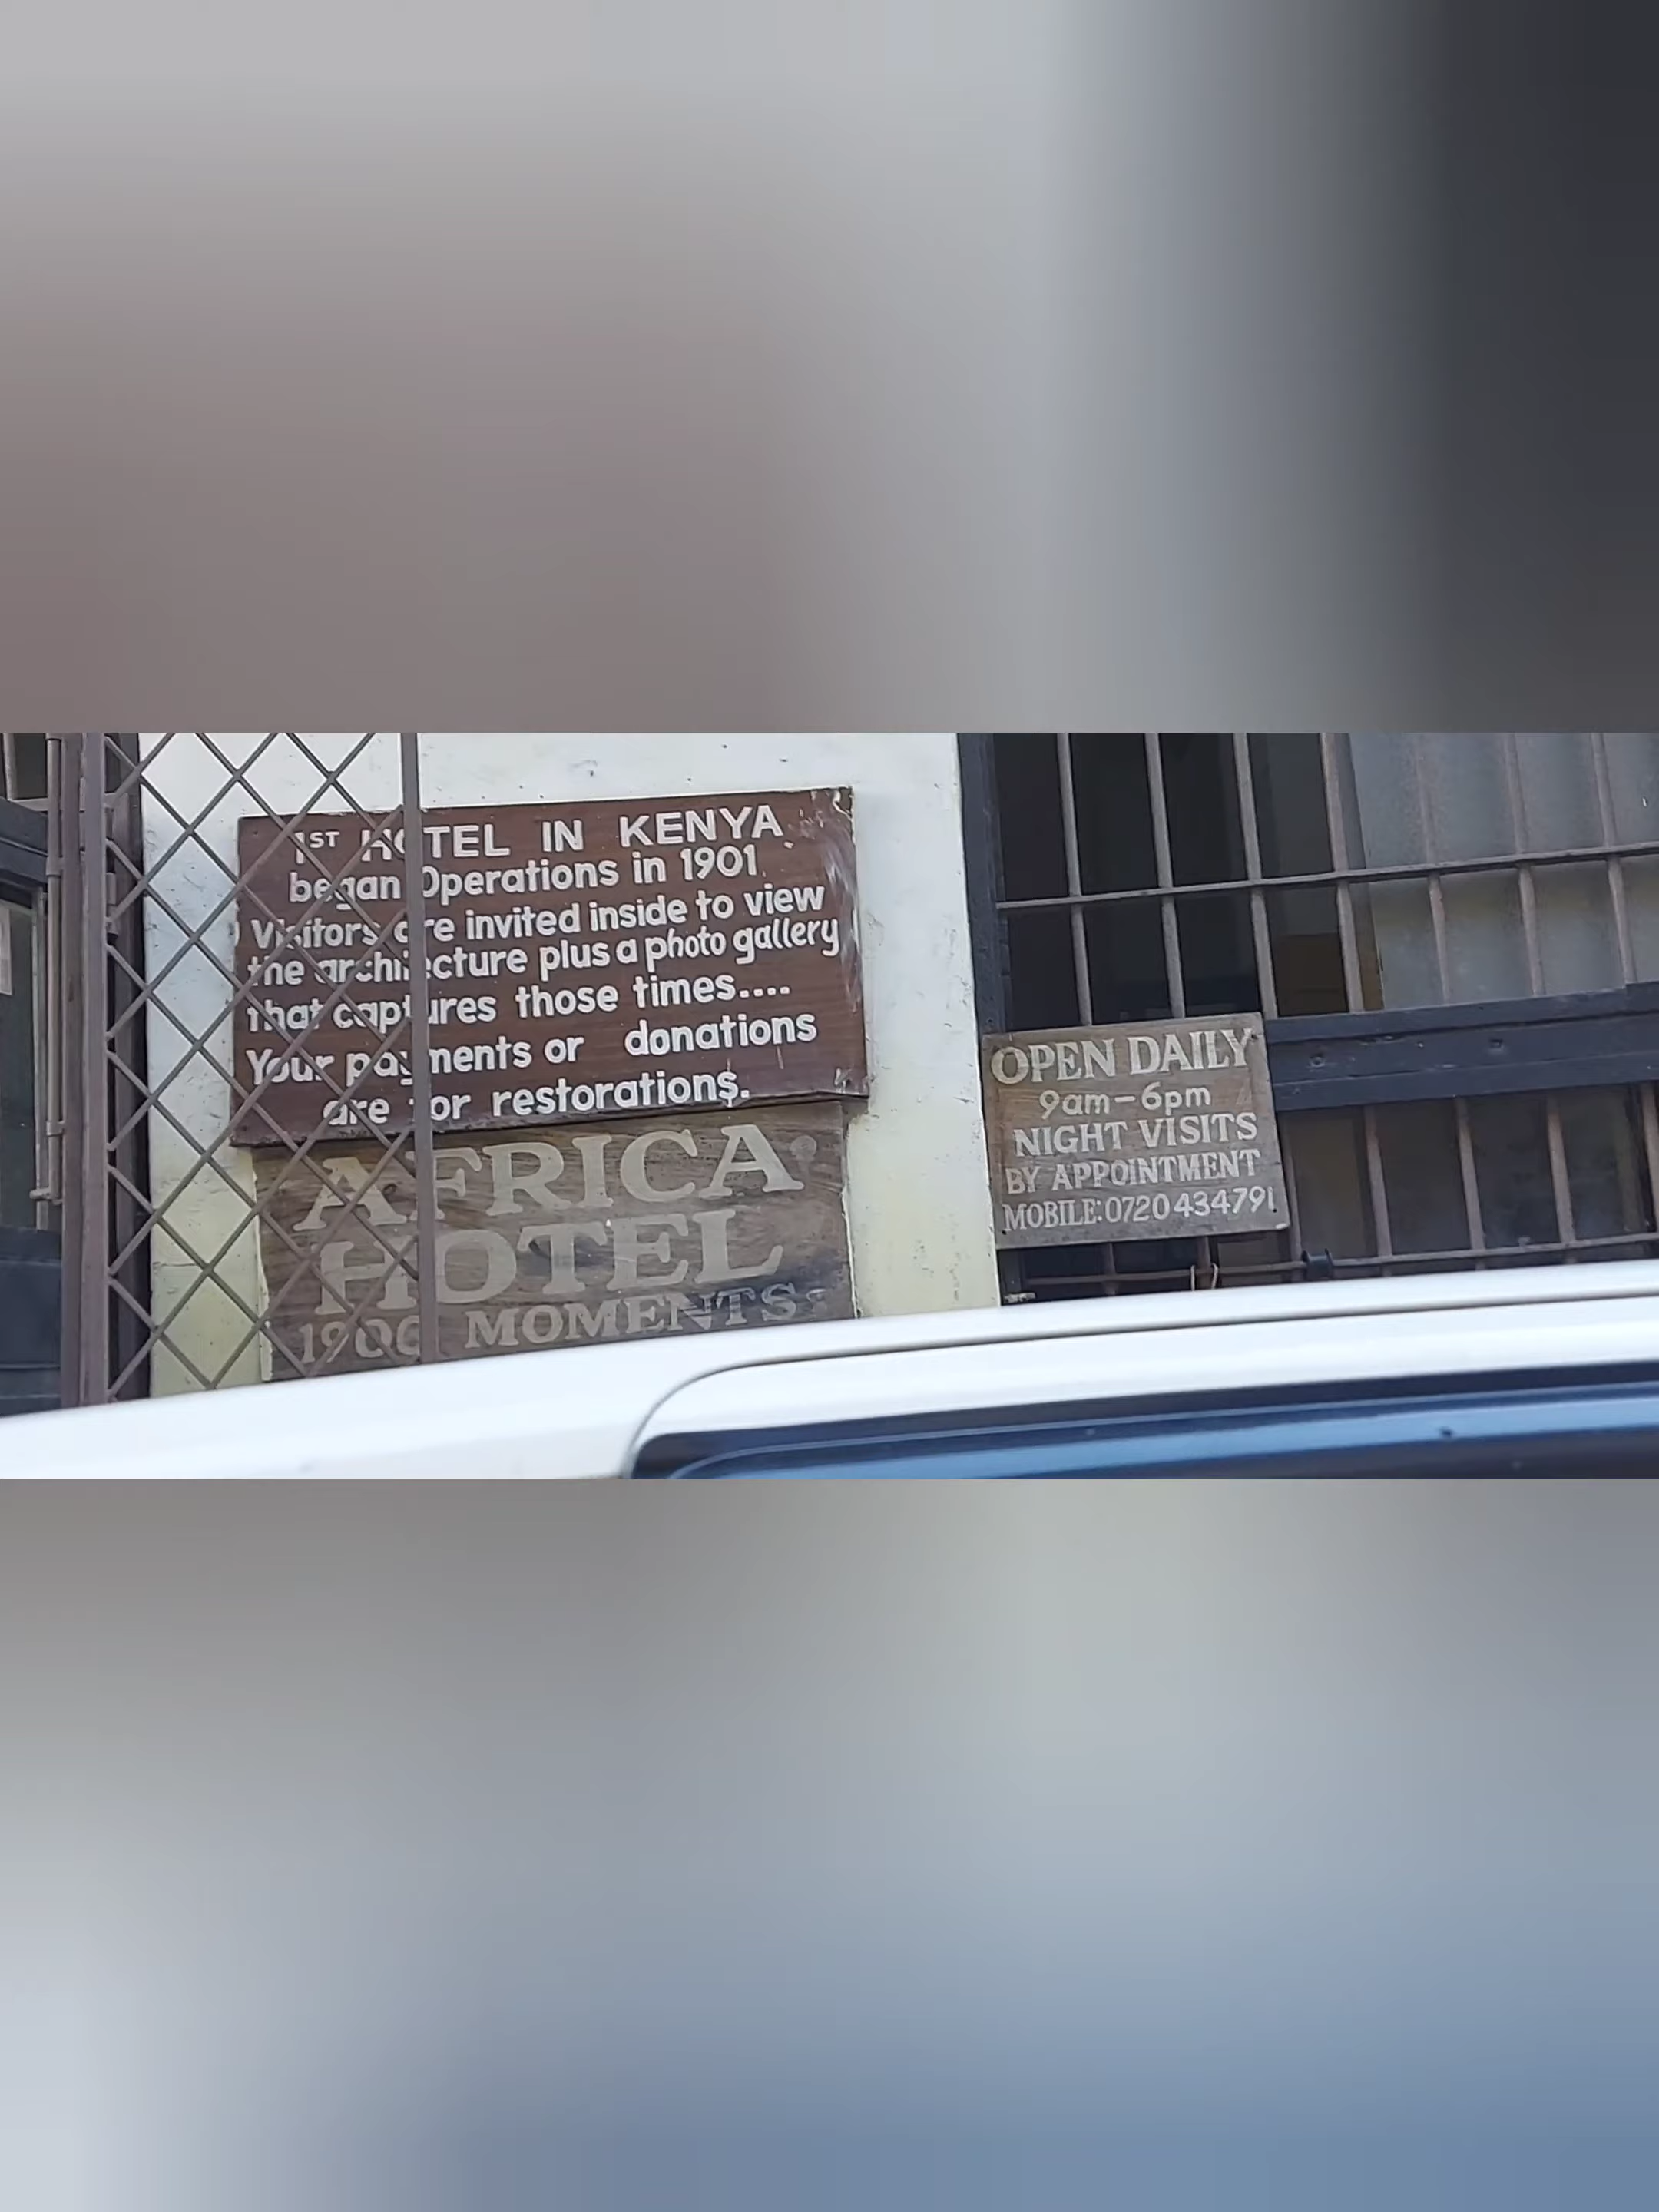 1ST HOTEL IN KENYA
began Operations in 1901
Visitors are invited inside to view
the architecture plus a photo gallery
that captures those times....
Your payments or donations
are for restorations.
AFRICA
HOTEL
1900 MOMENTS
OPEN DAILY
9am-6pm
NIGHT VISITS
BY APPOINTMENT
MOBILE:0720434791